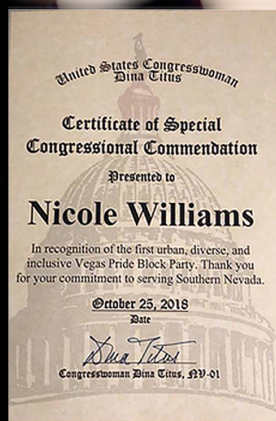 United States Congresswoman
Dina Titus
Certificate of Special
Congressional Commendation
Presented to
Nicole Williams
In recognition of the first urban, diverse, and
inclusive Vegas Pride Block Party. Thank you
for your commitment to serving Southern Nevada.
October 25, 2018
Date
Dina Titus
Congresswoman Dina Titus, NV-01